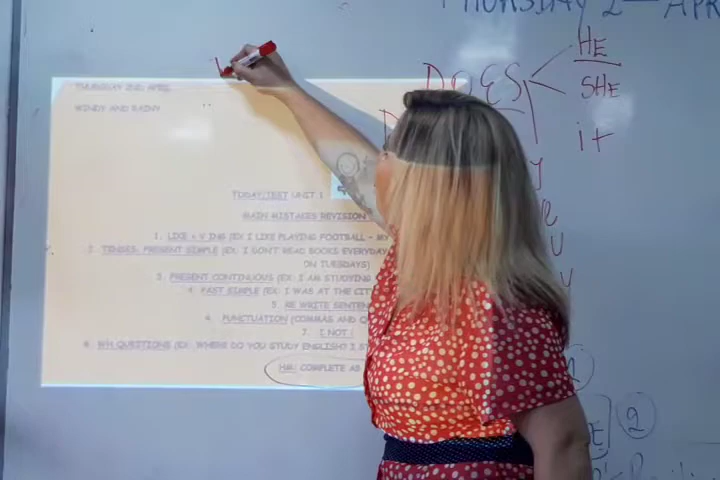 THURSDAY 2 APR
THURSDAY 2ND APRIL
WINDY AND RAINY
DOES
HE
SHE
it
TODAY: TEST UNIT 1
MAIN MISTAKES REVISION
1. LIKE + V ING (EX I LIKE PLAYING FOOTBALL - MY
2. TENSES: PRESENT SIMPLE (EX. I DON'T READ BOOKS EVERYDAY
ON TUESDAYS)
3. PRESENT CONTINUOUS (EX: I AM STUDYING
4. PAST SIMPLE (EX: I WAS AT THE CIT
5. RE WRITE SENTEN
6. PUNCTUATION (COMMAS AND
7. I NOT i
8. WH QUESTIONS (EX: WHERE DO YOU STUDY ENGLISH? I
HW: COMPLETE
2